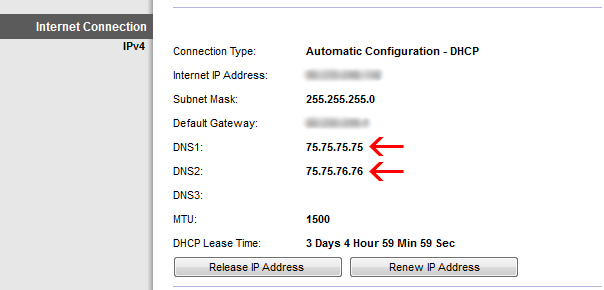 Internet Connection
IPv4
Connection Type: Automatic Configuration - DHCP
Internet IP Address:
Subnet Mask: 255.255.255.0
Default Gateway:
DNS1: 75.75.75.75
DNS2: 75.75.76.76
DNS3:
MTU: 1500
DHCP Lease Time: 3 Days 4 Hour 59 Min 59 Sec
Release IP Address Renew IP Address